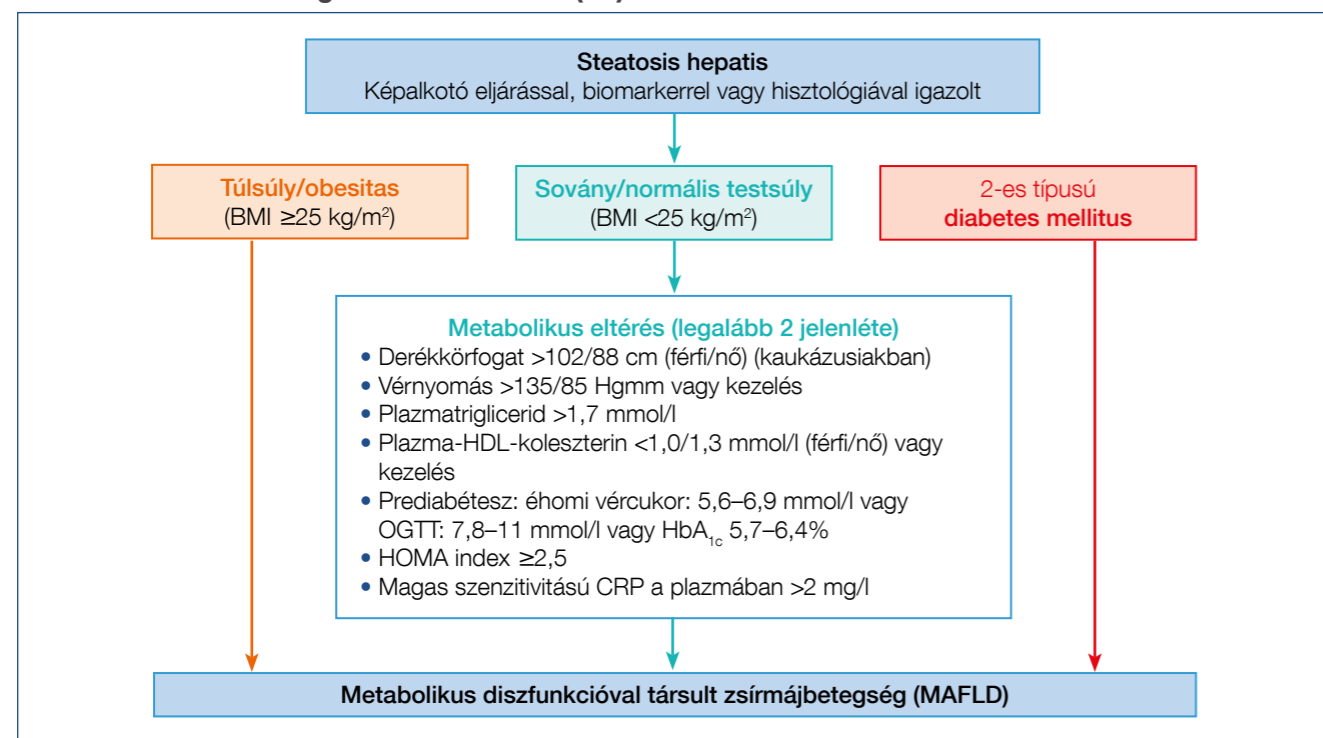 Steatosis hepatis
Képalkotó eljárással, biomarkerrel vagy hisztológiával igazolt
Túlsúly/obesitas
(BMI ≥25 kg/m²)
Sovány/normális testsúly
(BMI <25 kg/m²)
2-es típusú
diabetes mellitus
Metabolikus eltérés (legalább 2 jelenléte)
• Derékkörfogat >102/88 cm (férfi/nő) (kaukázusiakban)
• Vérnyomás >135/85 Hgmm vagy kezelés
• Plazmatriglicerid >1,7 mmol/l
• Plazma-HDL-koleszterin <1,0/1,3 mmol/l (férfi/nő) vagy
kezelés
• Prediabétesz: éhomi vércukor: 5,6–6,9 mmol/l vagy
OGTT: 7,8–11 mmol/l vagy HbA1c 5,7–6,4%
• HOMA index ≥2,5
• Magas szenzitivitású CRP a plazmában >2 mg/l
Metabolikus diszfunkcióval társult zsírmájbetegség (MAFLD)